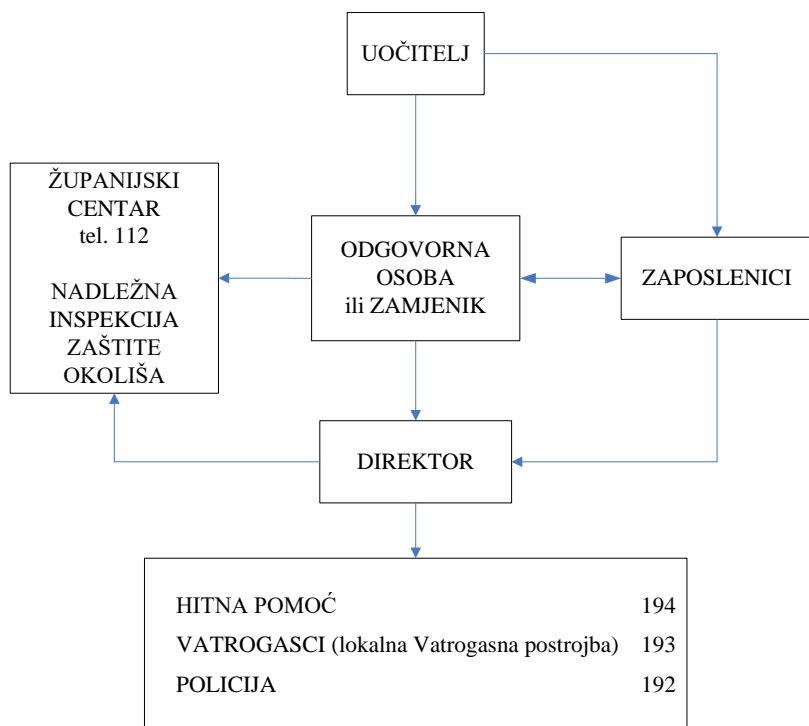 UOČITELJ
ŽUPANIJSKI
CENTAR
tel. 112
NADLEŽNA
INSPEKCIJA
ZAŠTITE
OKOLIŠA
ODGOVORNA
OSOBA
ili ZAMJENIK
ZAPOSLENICI
DIREKTOR
HITNA POMOĆ 194
VATROGASCI (lokalna Vatrogasna postrojba) 193
POLICIJA 192